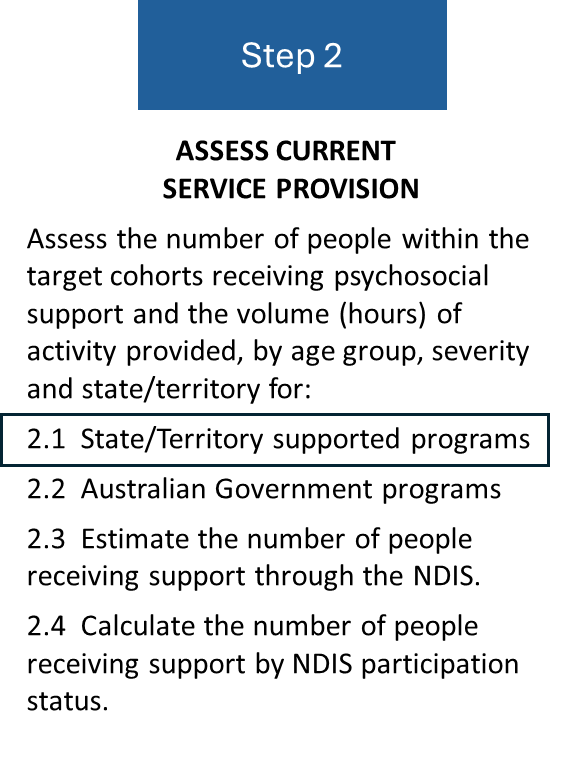 Step 2
ASSESS CURRENT
SERVICE PROVISION
Assess the number of people within the
target cohorts receiving psychosocial
support and the volume (hours) of
activity provided, by age group, severity
and state/territory for:
2.1 State/Territory supported programs
2.2 Australian Government programs
2.3 Estimate the number of people
receiving support through the NDIS.
2.4 Calculate the number of people
receiving support by NDIS participation
status.